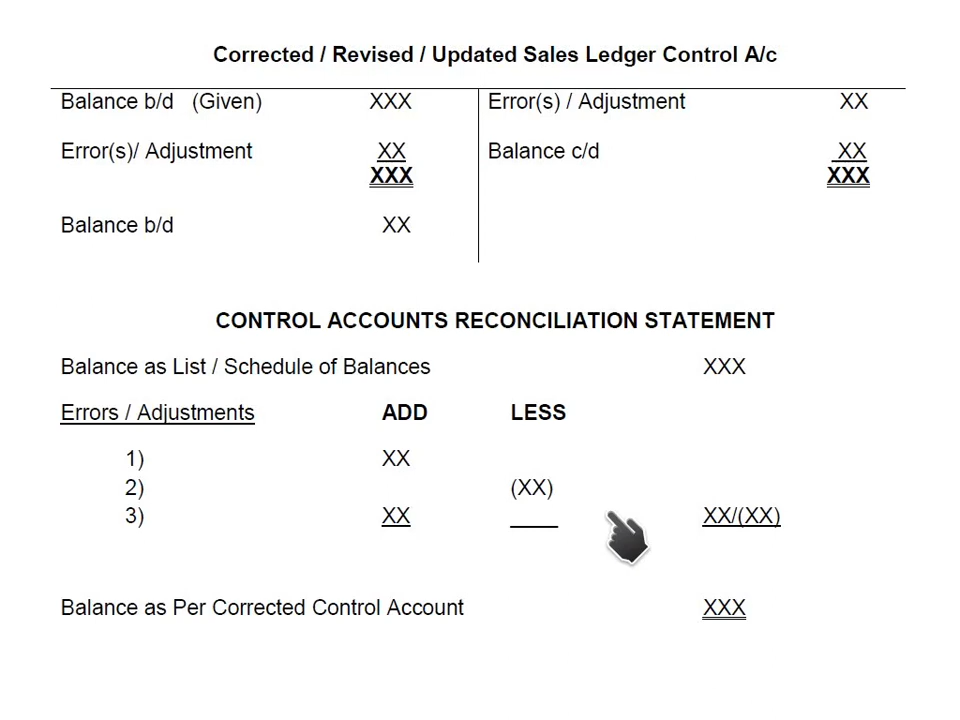 Corrected / Revised / Updated Sales Ledger Control A/c
Balance b/d (Given) XXX Error(s) / Adjustment XX
Error(s)/ Adjustment XX Balance c/d XX
XXX XXX
Balance b/d XX
CONTROL ACCOUNTS RECONCILIATION STATEMENT
Balance as List / Schedule of Balances XXX
Errors / Adjustments ADD LESS
1) XX
2) (XX)
3) XX XX/(XX)
Balance as Per Corrected Control Account XXX